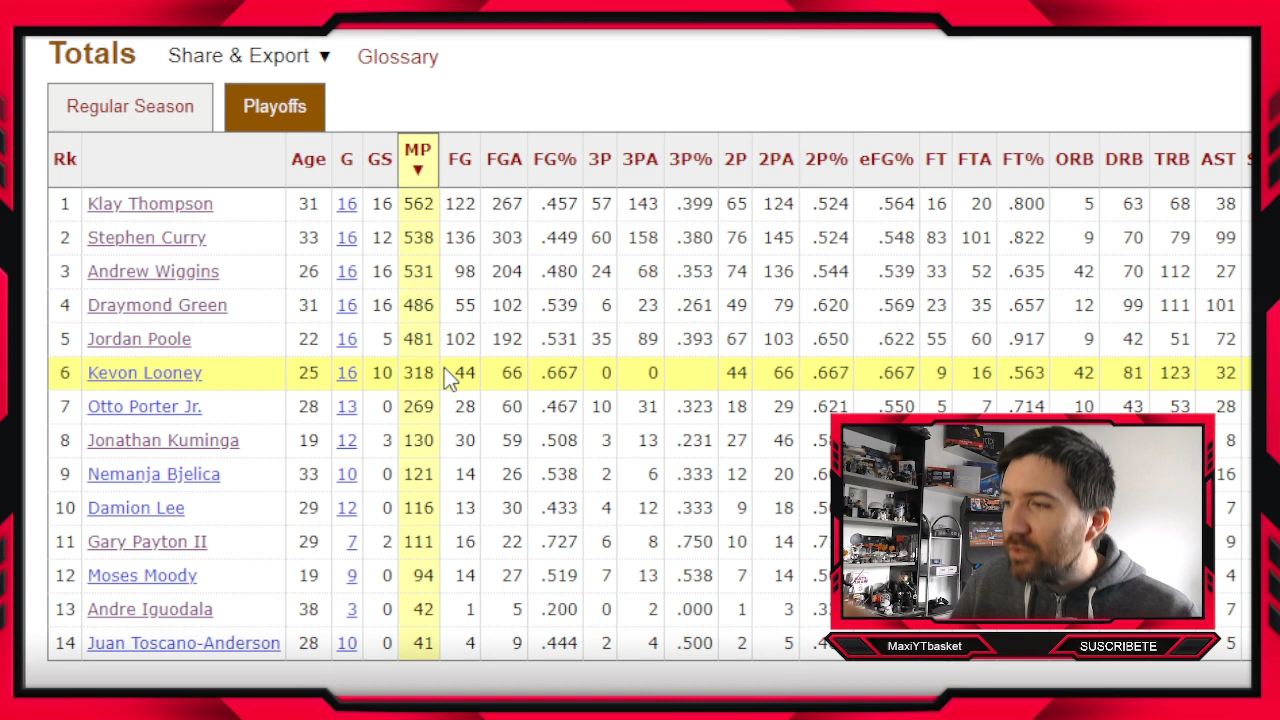 Totals Share & Export ▼ Glossary
Regular Season Playoffs
Rk Age G GS MP ▼ FG FGA FG% 3P 3PA 3P% 2P 2PA 2P% eFG% FT FTA FT% ORB DRB TRB AST
1 Klay Thompson 31 16 16 562 122 267 .457 57 143 .399 65 124 .524 .564 16 20 .800 5 63 68 38
2 Stephen Curry 33 16 12 538 136 303 .449 60 158 .380 76 145 .524 .548 83 101 .822 9 70 79 99
3 Andrew Wiggins 26 16 16 531 98 204 .480 24 68 .353 74 136 .544 .539 33 52 .635 42 70 112 27
4 Draymond Green 31 16 16 486 55 102 .539 6 23 .261 49 79 .620 .569 23 35 .657 12 99 111 101
5 Jordan Poole 22 16 5 481 102 192 .531 35 89 .393 67 103 .650 .622 55 60 .917 9 42 51 72
6 Kevon Looney 25 16 10 318 44 66 .667 0 0 44 66 .667 .667 9 16 .563 42 81 123 32
7 Otto Porter Jr. 28 13 0 269 28 60 .467 10 31 .323 18 29 .621 .550 5 7 .714 10 43 53 28
8 Jonathan Kuminga 19 12 3 130 30 59 .508 3 13 .231 27 46 8
9 Nemanja Bjelica 33 10 0 121 14 26 .538 2 6 .333 12 20 16
10 Damion Lee 29 12 0 116 13 30 .433 4 12 .333 9 18 7
11 Gary Payton II 29 7 2 111 16 22 .727 6 8 .750 10 14 9
12 Moses Moody 19 9 0 94 14 27 .519 7 13 .538 7 14 4
13 Andre Iguodala 38 3 0 42 1 5 .200 0 2 .000 1 3 7
14 Juan Toscano-Anderson 28 10 0 41 4 9 .444 2 4 .500 2 5 5
MaxiYTbasket SUSCRIBETE